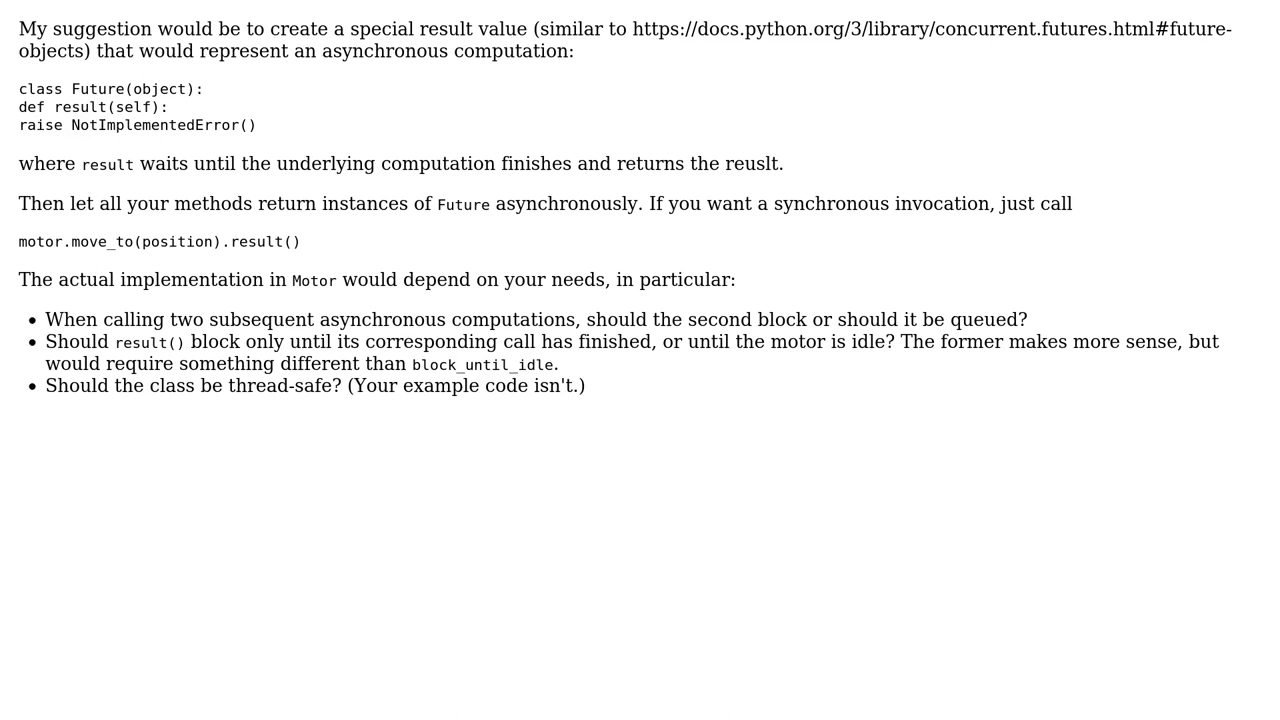 My suggestion would be to create a special result value (similar to https://docs.python.org/3/library/concurrent.futures.html#future-
objects) that would represent an asynchronous computation:
class Future(object):
def result(self):
raise NotImplementedError()
where result waits until the underlying computation finishes and returns the reuslt.
Then let all your methods return instances of Future asynchronously. If you want a synchronous invocation, just call
motor.move_to(position).result()
The actual implementation in Motor would depend on your needs, in particular:
• When calling two subsequent asynchronous computations, should the second block or should it be queued?
• Should result() block only until its corresponding call has finished, or until the motor is idle? The former makes more sense, but
would require something different than block_until_idle.
• Should the class be thread-safe? (Your example code isn't.)